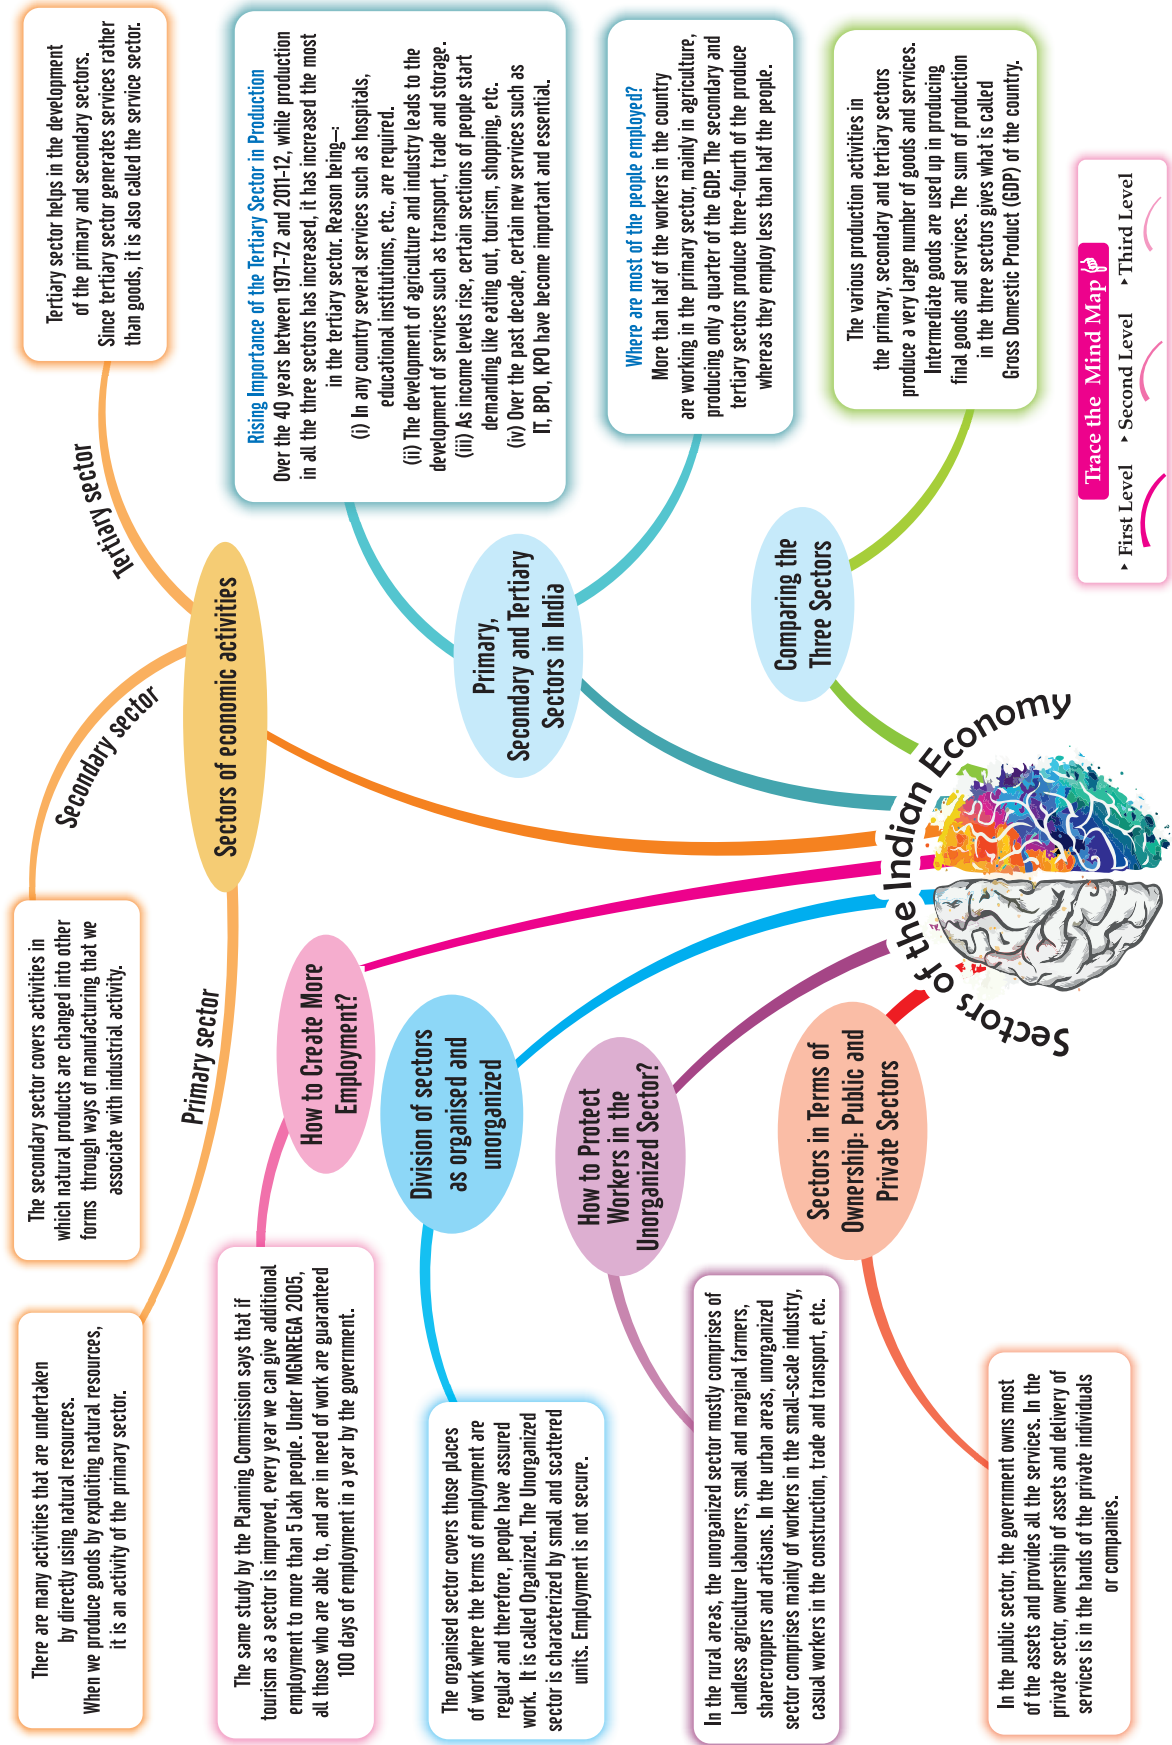 Sectors of the Indian Economy
Sectors of economic activities
Primary sector
There are many activities that are undertaken
by directly using natural resources.
When we produce goods by exploiting natural resources,
it is an activity of the primary sector.
Secondary sector
The secondary sector covers activities in
which natural products are changed into other
forms through ways of manufacturing that we
associate with industrial activity.
Tertiary sector
Tertiary sector helps in the development
of the primary and secondary sectors.
Since tertiary sector generates services rather
than goods, it is also called the service sector.
How to Create More
Employment?
The same study by the Planning Commission says that if
tourism as a sector is improved, every year we can give additional
employment to more than 5 lakh people. Under MGNREGA 2005,
all those who are able to, and are in need of work are guaranteed
100 days of employment in a year by the government.
Division of sectors
as organised and
unorganized
The organised sector covers those places
of work where the terms of employment are
regular and therefore, people have assured
work. It is called Organized. The Unorganized
sector is characterized by small and scattered
units. Employment is not secure.
How to Protect
Workers in the
Unorganized Sector?
In the rural areas, the unorganized sector mostly comprises of
landless agriculture labourers, small and marginal farmers,
sharecroppers and artisans. In the urban areas, unorganized
sector comprises mainly of workers in the small-scale industry,
casual workers in the construction, trade and transport, etc.
Sectors in Terms of
Ownership: Public and
Private Sectors
In the public sector, the government owns most
of the assets and provides all the services. In the
private sector, ownership of assets and delivery of
services is in the hands of the private individuals
or companies.
Primary,
Secondary and Tertiary
Sectors in India
Rising Importance of the Tertiary Sector in Production
Over the 40 years between 1971-72 and 2011-12, while production
in all the three sectors has increased, it has increased the most
in the tertiary sector. Reason being—:
(i) In any country several services such as hospitals,
educational institutions, etc., are required.
(ii) The development of agriculture and industry leads to the
development of services such as transport, trade and storage.
(iii) As income levels rise, certain sections of people start
demanding like eating out, tourism, shopping, etc.
(iv) Over the past decade, certain new services such as
IT, BPO, KPO have become important and essential.
Where are most of the people employed?
More than half of the workers in the country
are working in the primary sector, mainly in agriculture,
producing only a quarter of the GDP. The secondary and
tertiary sectors produce three-fourth of the produce
whereas they employ less than half the people.
Comparing the
Three Sectors
The various production activities in
the primary, secondary and tertiary sectors
produce a very large number of goods and services.
Intermediate goods are used up in producing
final goods and services. The sum of production
in the three sectors gives what is called
Gross Domestic Product (GDP) of the country.
Trace the Mind Map
▸ First Level ▸ Second Level ▸ Third Level